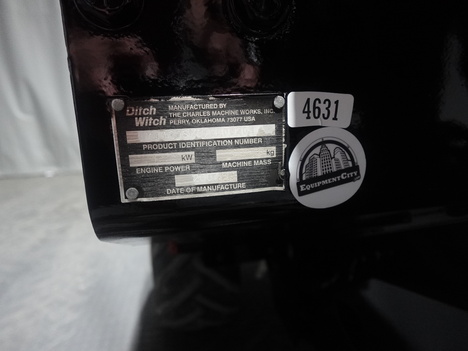 Ditch
Witch
MANUFACTURED BY
THE CHARLES MACHINE WORKS, INC.
PERRY, OKLAHOMA 73077 USA
PRODUCT IDENTIFICATION NUMBER
kW
kg
ENGINE POWER
MACHINE MASS
DATE OF MANUFACTURE
4631
EQUIPMENTCITY